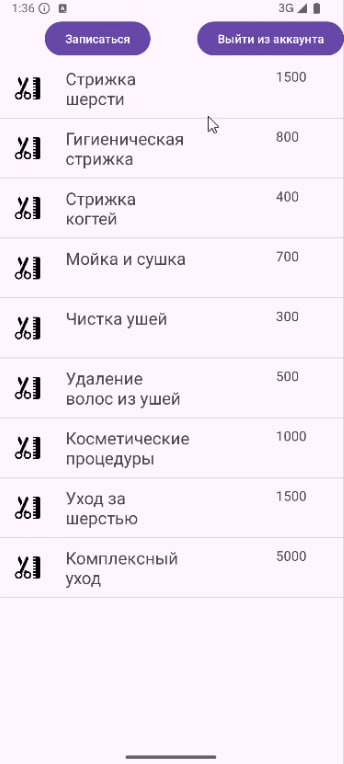 1:36 3G
Записаться Выйти из аккаунта
Стрижка 1500
шерсти
Гигиеническая 800
стрижка
Стрижка 400
когтей
Мойка и сушка 700
Чистка ушей 300
Удаление 500
волос из ушей
Косметические 1000
процедуры
Уход за 1500
шерстью
Комплексный 5000
уход